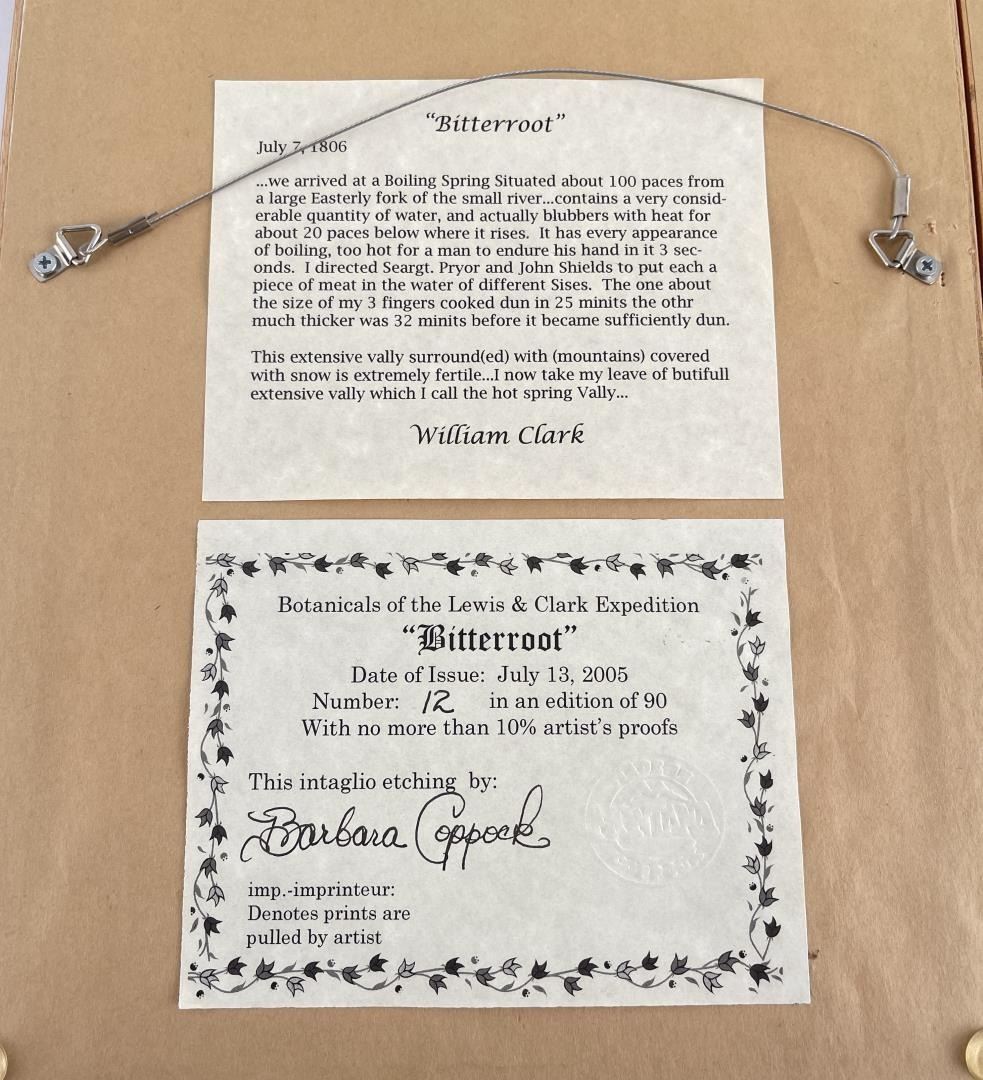 “Bitterroot”
July 7, 1806
...we arrived at a Boiling Spring Situated about 100 paces from
a large Easterly fork of the small river...contains a very consid-
erable quantity of water, and actually blubbers with heat for
about 20 paces below where it rises.  It has every appearance
of boiling, too hot for a man to endure his hand in it 3 sec-
onds.  I directed Seargt. Pryor and John Shields to put each a
piece of meat in the water of different Sises.  The one about
the size of my 3 fingers cooked dun in 25 minits the othr
much thicker was 32 minits before it became sufficiently dun.
This extensive vally surround(ed) with (mountains) covered
with snow is extremely fertile...I now take my leave of butifull
extensive vally which I call the hot spring Vally...
William Clark
Botanicals of the Lewis & Clark Expedition
“Bitterroot”
Date of Issue:  July 13, 2005
Number: 12 in an edition of 90
With no more than 10% artist’s proofs
This intaglio etching by:
Barbara Coppock
imp.-imprinteur:
Denotes prints are
pulled by artist